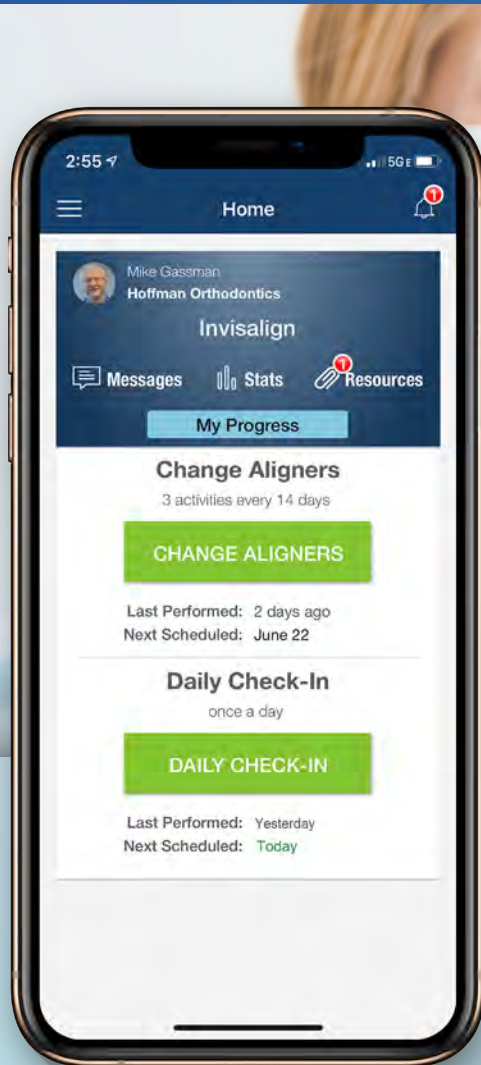 2:55
5GE
1
Home
Mike Gassman
Hoffman Orthodontics
Invisalign
Messages
Stats
1
Resources
My Progress
Change Aligners
3 activities every 14 days
CHANGE ALIGNERS
Last Performed: 2 days ago
Next Scheduled: June 22
Daily Check-In
once a day
DAILY CHECK-IN
Last Performed: Yesterday
Next Scheduled: Today